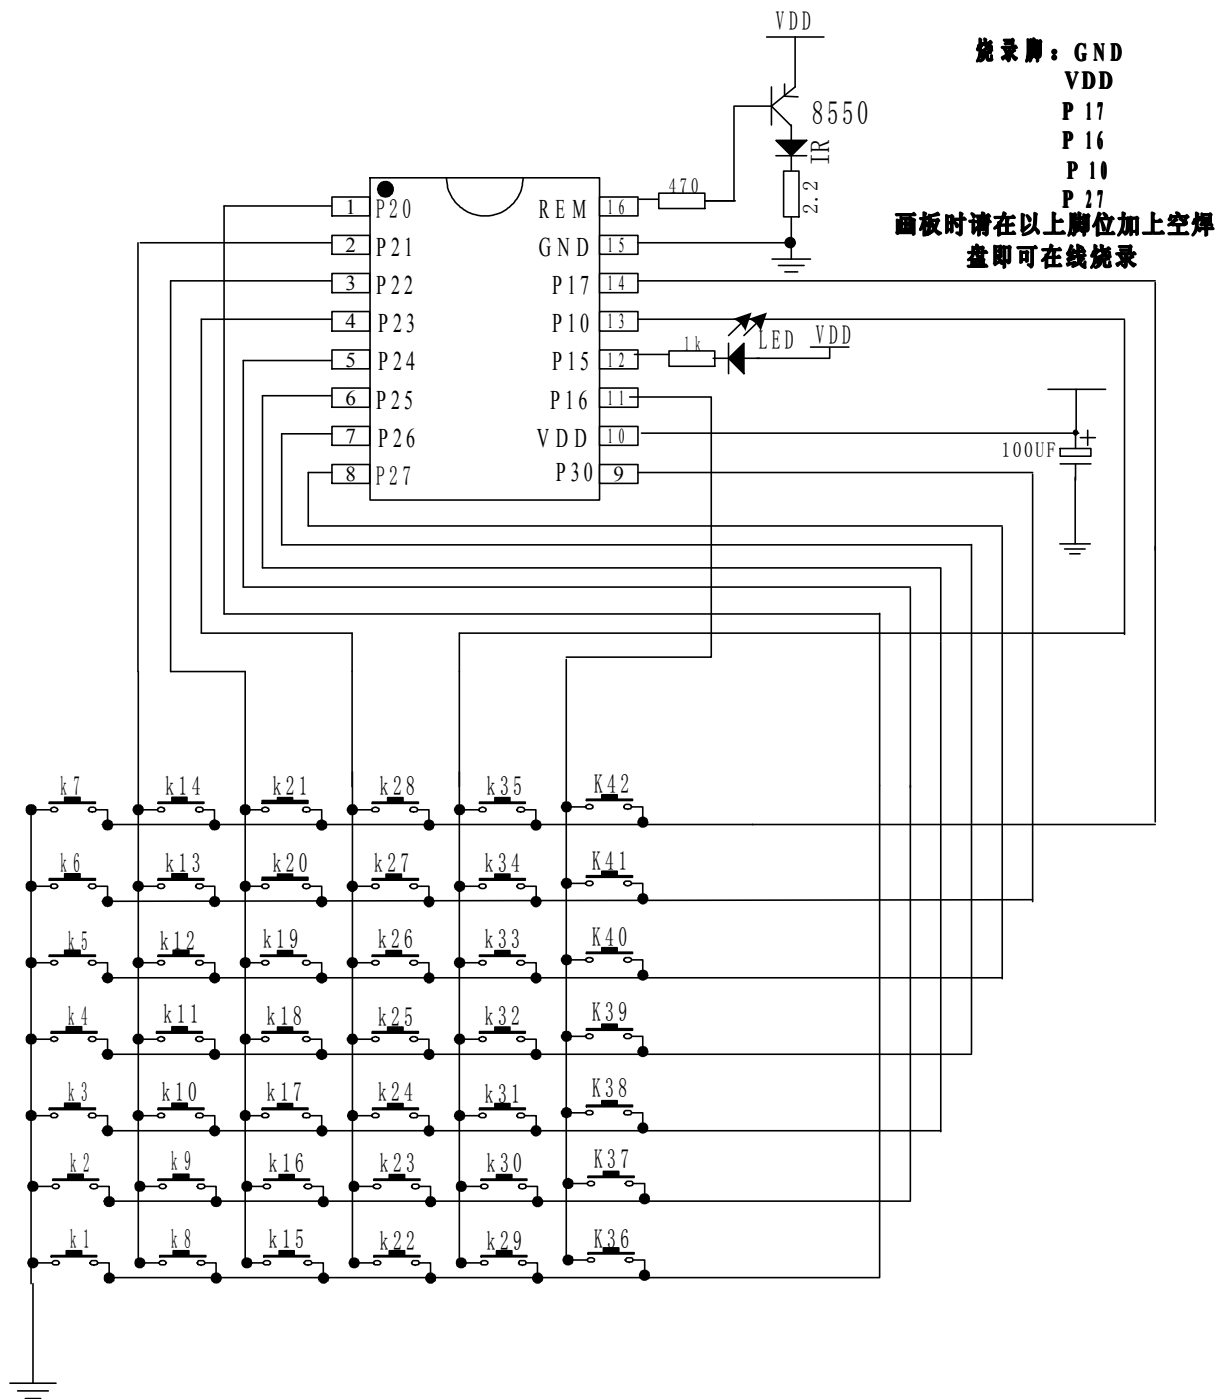 VDD
烧录脚：GND
VDD
P 17
P 16
P 10
P 27
画板时请在以上脚位加上空焊
盘即可在线烧录
8550
IR
2.2
470
1 P20 REM 16
2 P21 GND 15
3 P22 P17 14
4 P23 P10 13
5 P24 P15 12
6 P25 P16 11
7 P26 VDD 10
8 P27 P30 9
1k
LED
VDD
100UF
+
k7 k14 k21 k28 k35 K42
k6 k13 k20 k27 k34 K41
k5 k12 k19 k26 k33 K40
k4 k11 k18 k25 k32 K39
k3 k10 k17 k24 k31 K38
k2 k9 k16 k23 k30 K37
k1 k8 k15 k22 k29 K36